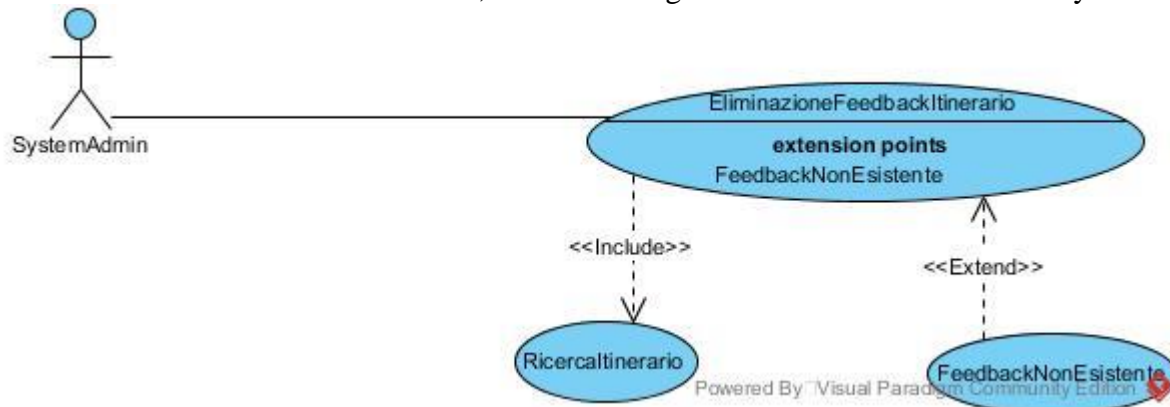 EliminazioneFeedbackItinerario
SystemAdmin
extension points
FeedbackNonEsistente
<<Include>>
<<Extend>>
RicercaItinerario
FeedbackNonEsistente
Powered By Visual Paradigm Community Edition